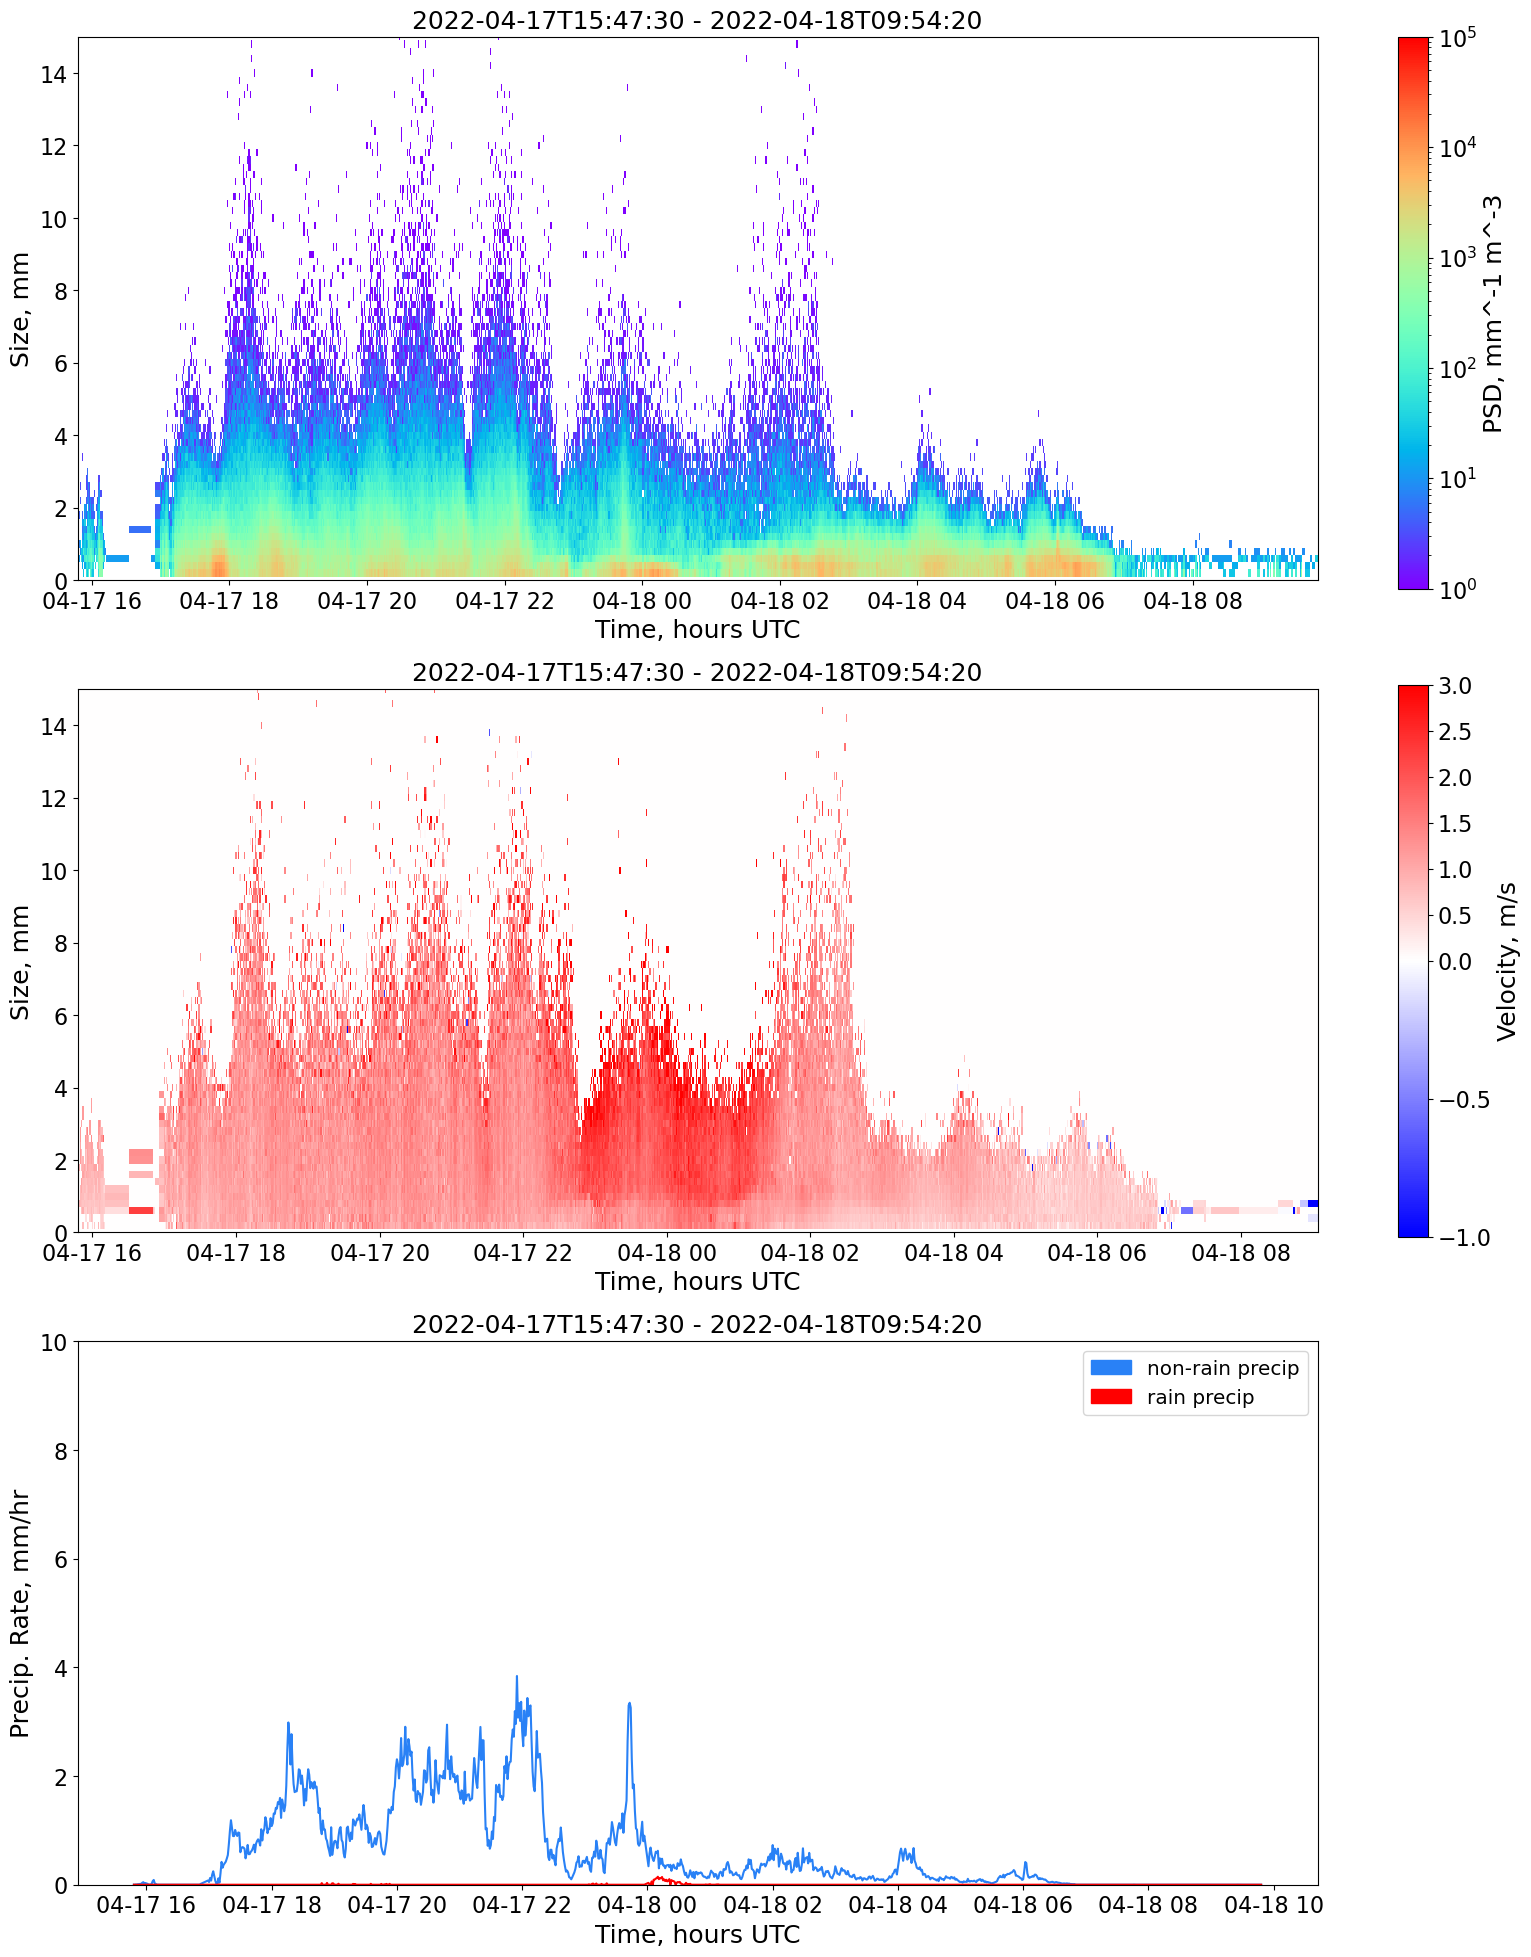 2022-04-17T15:47:30 - 2022-04-18T09:54:20
14
12
10
8
6
4
2
0
Size, mm
04-17 16 04-17 18 04-17 20 04-17 22 04-18 00 04-18 02 04-18 04 04-18 06 04-18 08
Time, hours UTC
10^5
10^4
10^3
10^2
10^1
10^0
PSD, mm^-1 m^-3
2022-04-17T15:47:30 - 2022-04-18T09:54:20
14
12
10
8
6
4
2
0
Size, mm
04-17 16 04-17 18 04-17 20 04-17 22 04-18 00 04-18 02 04-18 04 04-18 06 04-18 08
Time, hours UTC
3.0
2.5
2.0
1.5
1.0
0.5
0.0
−0.5
−1.0
Velocity, m/s
2022-04-17T15:47:30 - 2022-04-18T09:54:20
10
8
6
4
2
0
Precip. Rate, mm/hr
non-rain precip
rain precip
04-17 16 04-17 18 04-17 20 04-17 22 04-18 00 04-18 02 04-18 04 04-18 06 04-18 08 04-18 10
Time, hours UTC